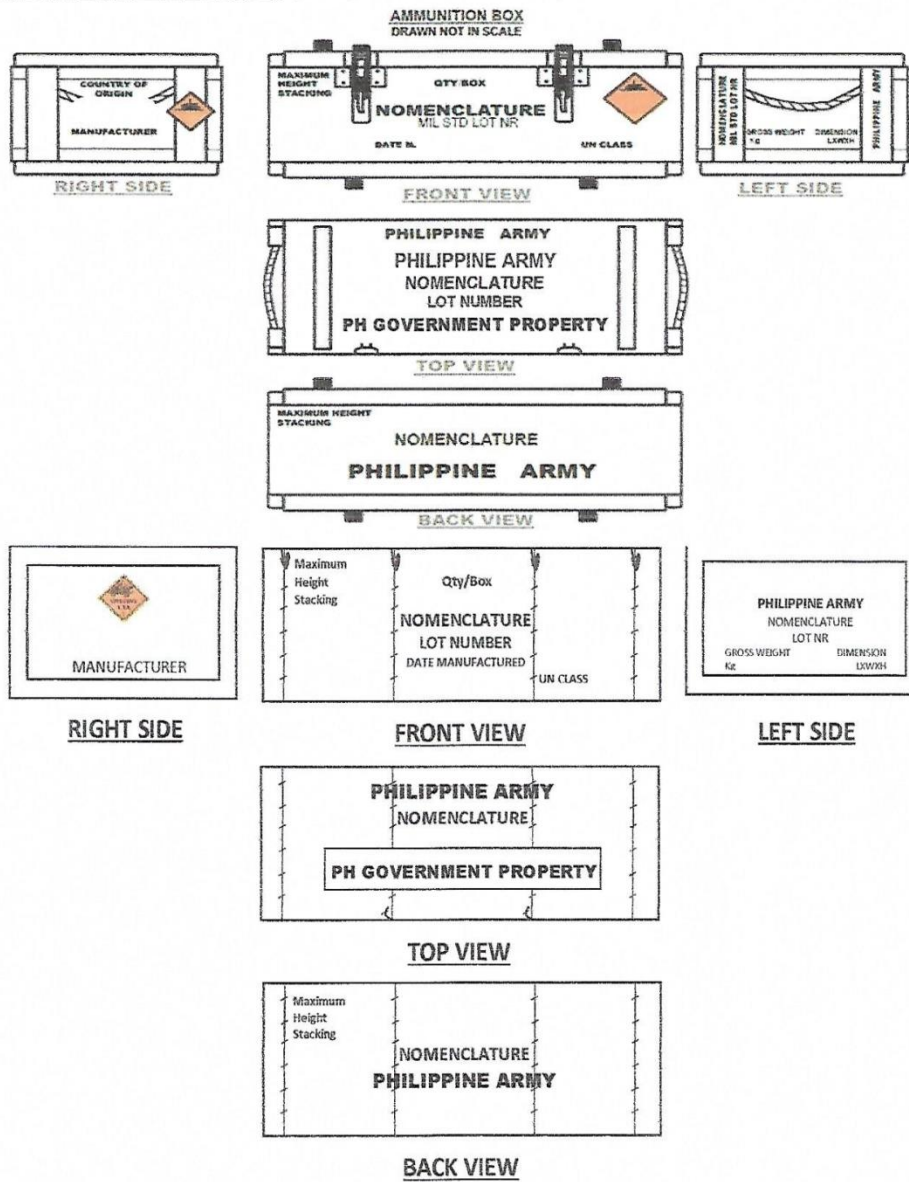 AMMUNITION BOX
DRAWN NOT IN SCALE
COUNTRY OF
ORIGIN
MANUFACTURER
RIGHT SIDE
MAXIMUM
HEIGHT
STACKING
QTY BOX
NOMENCLATURE
MIL STD LOT NR
DATE M.
UN CLASS
FRONT VIEW
NOMENCLATURE
MIL STD LOT NR
GROSS WEIGHT DIMENSION
Kg LXWXH
PHILIPPINE ARMY
LEFT SIDE
PHILIPPINE ARMY
PHILIPPINE ARMY
NOMENCLATURE
LOT NUMBER
PH GOVERNMENT PROPERTY
TOP VIEW
MAXIMUM HEIGHT
STACKING
NOMENCLATURE
PHILIPPINE ARMY
BACK VIEW
MANUFACTURER
RIGHT SIDE
Maximum
Height
Stacking
Qty/Box
NOMENCLATURE
LOT NUMBER
DATE MANUFACTURED
UN CLASS
FRONT VIEW
PHILIPPINE ARMY
NOMENCLATURE
LOT NR
GROSS WEIGHT DIMENSION
Kg LXWXH
LEFT SIDE
PHILIPPINE ARMY
NOMENCLATURE
PH GOVERNMENT PROPERTY
TOP VIEW
Maximum
Height
Stacking
NOMENCLATURE
PHILIPPINE ARMY
BACK VIEW